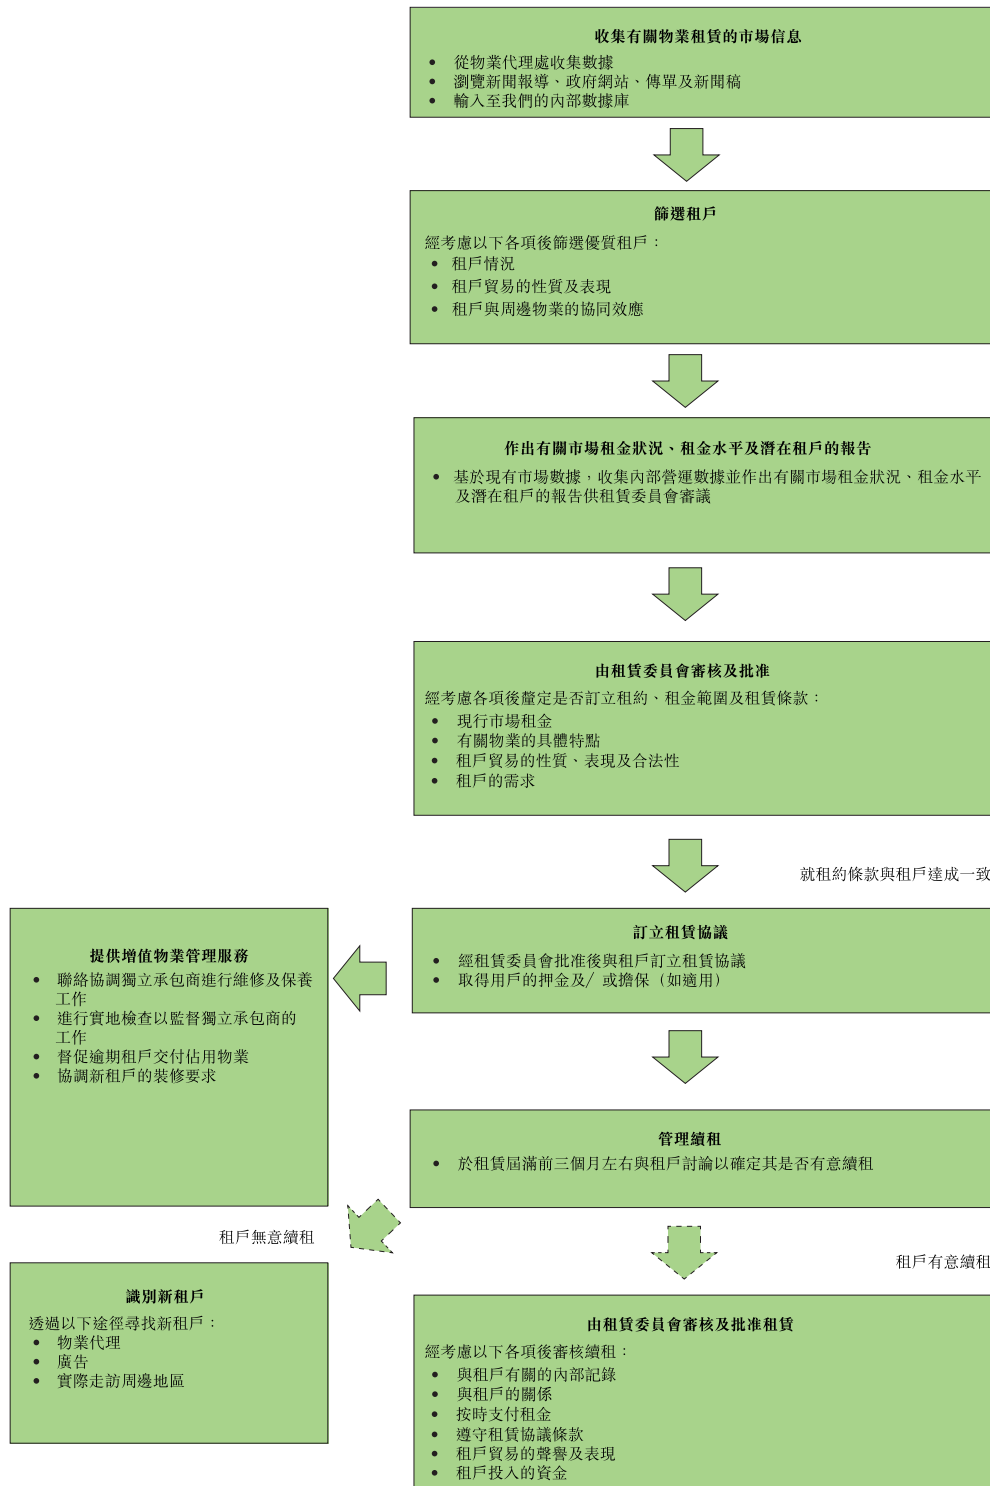 收集有關物業租賃的市場信息
• 從物業代理處收集數據
• 瀏覽新聞報導、政府網站、傳單及新聞稿
• 輸入至我們的內部數據庫
篩選租戶
經考慮以下各項後篩選優質租戶：
• 租戶情況
• 租戶貿易的性質及表現
• 租戶與周邊物業的協同效應
作出有關市場租金狀況、租金水平及潛在租戶的報告
• 基於現有市場數據，收集內部營運數據並作出有關市場租金狀況、租金水平
及潛在租戶的報告供租賃委員會審議
由租賃委員會審核及批准
經考慮各項後釐定是否訂立租約、租金範圍及租賃條款：
• 現行市場租金
• 有關物業的具體特點
• 租戶貿易的性質、表現及合法性
• 租戶的需求
就租約條款與租戶達成一致
訂立租賃協議
• 經租賃委員會批准後與租戶訂立租賃協議
• 取得用戶的押金及/ 或擔保（如適用）
提供增值物業管理服務
• 聯絡協調獨立承包商進行維修及保養
工作
• 進行實地檢查以監督獨立承包商的
工作
• 督促逾期租戶交付佔用物業
• 協調新租戶的裝修要求
管理續租
• 於租賃屆滿前三個月左右與租戶討論以確定其是否有意續租
租戶無意續租
租戶有意續租
識別新租戶
透過以下途徑尋找新租戶：
• 物業代理
• 廣告
• 實際走訪周邊地區
由租賃委員會審核及批准租賃
經考慮以下各項後審核續租：
• 與租戶有關的內部記錄
• 與租戶的關係
• 按時支付租金
• 遵守租賃協議條款
• 租戶貿易的聲譽及表現
• 租戶投入的資金